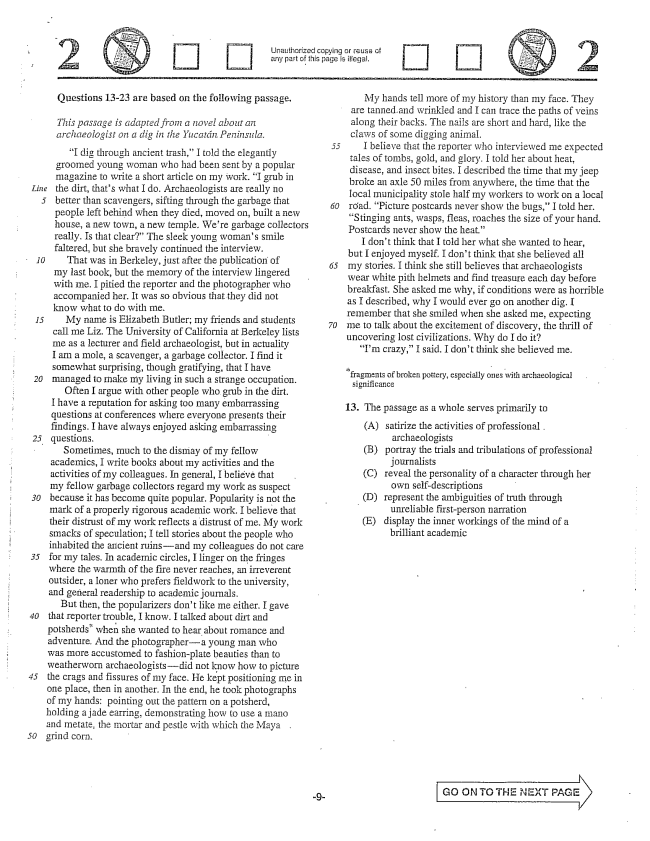 2
Unauthorized copying or reuse of
any part of this page is illegal.
2
Questions 13-23 are based on the following passage.
This passage is adapted from a novel about an
archaeologist on a dig in the Yucatán Peninsula.
“I dig through ancient trash,” I told the elegantly
groomed young woman who had been sent by a popular
magazine to write a short article on my work. “I grub in
Line the dirt, that’s what I do. Archaeologists are really no
5 better than scavengers, sifting through the garbage that
people left behind when they died, moved on, built a new
house, a new town, a new temple. We’re garbage collectors
really. Is that clear?” The sleek young woman’s smile
faltered, but she bravely continued the interview.
10 That was in Berkeley, just after the publication of
my last book, but the memory of the interview lingered
with me. I pitied the reporter and the photographer who
accompanied her. It was so obvious that they did not
know what to do with me.
15 My name is Elizabeth Butler; my friends and students
call me Liz. The University of California at Berkeley lists
me as a lecturer and field archaeologist, but in actuality
I am a mole, a scavenger, a garbage collector. I find it
somewhat surprising, though gratifying, that I have
20 managed to make my living in such a strange occupation.
Often I argue with other people who grub in the dirt.
I have a reputation for asking too many embarrassing
questions at conferences where everyone presents their
findings. I have always enjoyed asking embarrassing
25 questions.
Sometimes, much to the dismay of my fellow
academics, I write books about my activities and the
activities of my colleagues. In general, I believe that
my fellow garbage collectors regard my work as suspect
30 because it has become quite popular. Popularity is not the
mark of a properly rigorous academic work. I believe that
their distrust of my work reflects a distrust of me. My work
smacks of speculation; I tell stories about the people who
inhabited the ancient ruins—and my colleagues do not care
35 for my tales. In academic circles, I linger on the fringes
where the warmth of the fire never reaches, an irreverent
outsider, a loner who prefers fieldwork to the university,
and general readership to academic journals.
But then, the popularizers don’t like me either. I gave
40 that reporter trouble, I know. I talked about dirt and
potsherds* when she wanted to hear about romance and
adventure. And the photographer—a young man who
was more accustomed to fashion-plate beauties than to
weatherworn archaeologists—did not know how to picture
45 the crags and fissures of my face. He kept positioning me in
one place, then in another. In the end, he took photographs
of my hands: pointing out the pattern on a potsherd,
holding a jade earring, demonstrating how to use a mano
and metate, the mortar and pestle with which the Maya
50 grind corn.
My hands tell more of my history than my face. They
are tanned and wrinkled and I can trace the paths of veins
along their backs. The nails are short and hard, like the
claws of some digging animal.
55 I believe that the reporter who interviewed me expected
tales of tombs, gold, and glory. I told her about heat,
disease, and insect bites. I described the time that my jeep
broke an axle 50 miles from anywhere, the time that the
local municipality stole half my workers to work on a local
60 road. “Picture postcards never show the bugs,” I told her.
“Stinging ants, wasps, fleas, roaches the size of your hand.
Postcards never show the heat.”
I don’t think that I told her what she wanted to hear,
but I enjoyed myself. I don’t think that she believed all
65 my stories. I think she still believes that archaeologists
wear white pith helmets and find treasure each day before
breakfast. She asked me why, if conditions were as horrible
as I described, why I would ever go on another dig. I
remember that she smiled when she asked me, expecting
70 me to talk about the excitement of discovery, the thrill of
uncovering lost civilizations. Why do I do it?
“I’m crazy,” I said. I don’t think she believed me.
*fragments of broken pottery, especially ones with archaeological
significance
13. The passage as a whole serves primarily to
(A) satirize the activities of professional
archaeologists
(B) portray the trials and tribulations of professional
journalists
(C) reveal the personality of a character through her
own self-descriptions
(D) represent the ambiguities of truth through
unreliable first-person narration
(E) display the inner workings of the mind of a
brilliant academic
-9-
GO ON TO THE NEXT PAGE